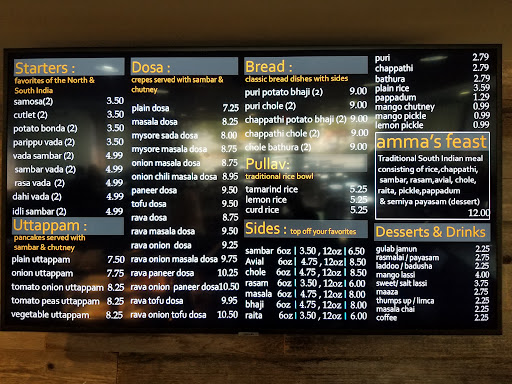 Starters :
favorites of the North &
South India
samosa(2) 3.50
cutlet (2) 3.50
potato bonda (2) 3.50
parippu vada (2) 3.50
vada sambar (2) 4.99
sambar vada (2) 4.99
rasa vada (2) 4.99
dahi vada (2) 4.99
idli sambar (2) 4.99
Uttappam :
pancakes served with
sambar & chutney
plain uttappam 7.50
onion uttappam 7.75
tomato onion uttappam 8.25
tomato peas uttappam 8.25
vegetable uttappam 8.25
Dosa :
crepes served with sambar &
chutney
plain dosa 7.25
masala dosa 8.25
mysore sada dosa 8.00
mysore masala dosa 8.75
onion masala dosa 8.75
onion chili masala dosa 8.95
paneer dosa 9.50
tofu dosa 9.50
rava dosa 8.75
rava masala dosa 9.50
rava onion dosa 9.25
rava paneer dosa 10.25
rava onion paneer dosa10.50
rava tofu dosa 9.95
rava onion tofu dosa 10.50
Bread :
classic bread dishes with sides
puri potato bhaji (2) 9.00
puri chole (2) 9.00
chappathi potato bhaji (2) 9.00
chappathi chole (2) 9.00
chole bathura (2) 9.00
Pullav:
traditional rice bowl
tamarind rice 5.25
lemon rice 5.25
curd rice 5.25
Sides : top off your favorites
sambar 6oz | 3.50 , 12oz | 6.50
Avial 6oz | 4.75 , 12oz | 8.50
chole 6oz | 4.75 , 12oz | 8.50
rasam 6oz | 3.50 , 12oz | 6.00
masala 6oz | 4.75 , 12oz | 8.00
bhaji 6oz | 4.75 , 12oz | 8.00
raita 6oz | 3.50 , 12oz | 6.00
puri 2.79
chappathi 2.79
bathura 2.79
plain rice 3.59
pappadum 1.29
mango chutney 0.99
mango pickle 0.99
lemon pickle 0.99
amma's feast
Traditional South Indian meal
consisting of rice,chappathi,
sambar, rasam,avial, chole,
raita, pickle,pappadum
& semiya payasam (dessert)
12.00
Desserts & Drinks
gulab jamun 2.25
rasmalai / payasam 2.75
laddoo / badusha 2.25
mango lassi 4.00
sweet/ salt lassi 3.75
maaza 2.75
thumps up / limca 2.25
masala chai 2.25
coffee 2.25